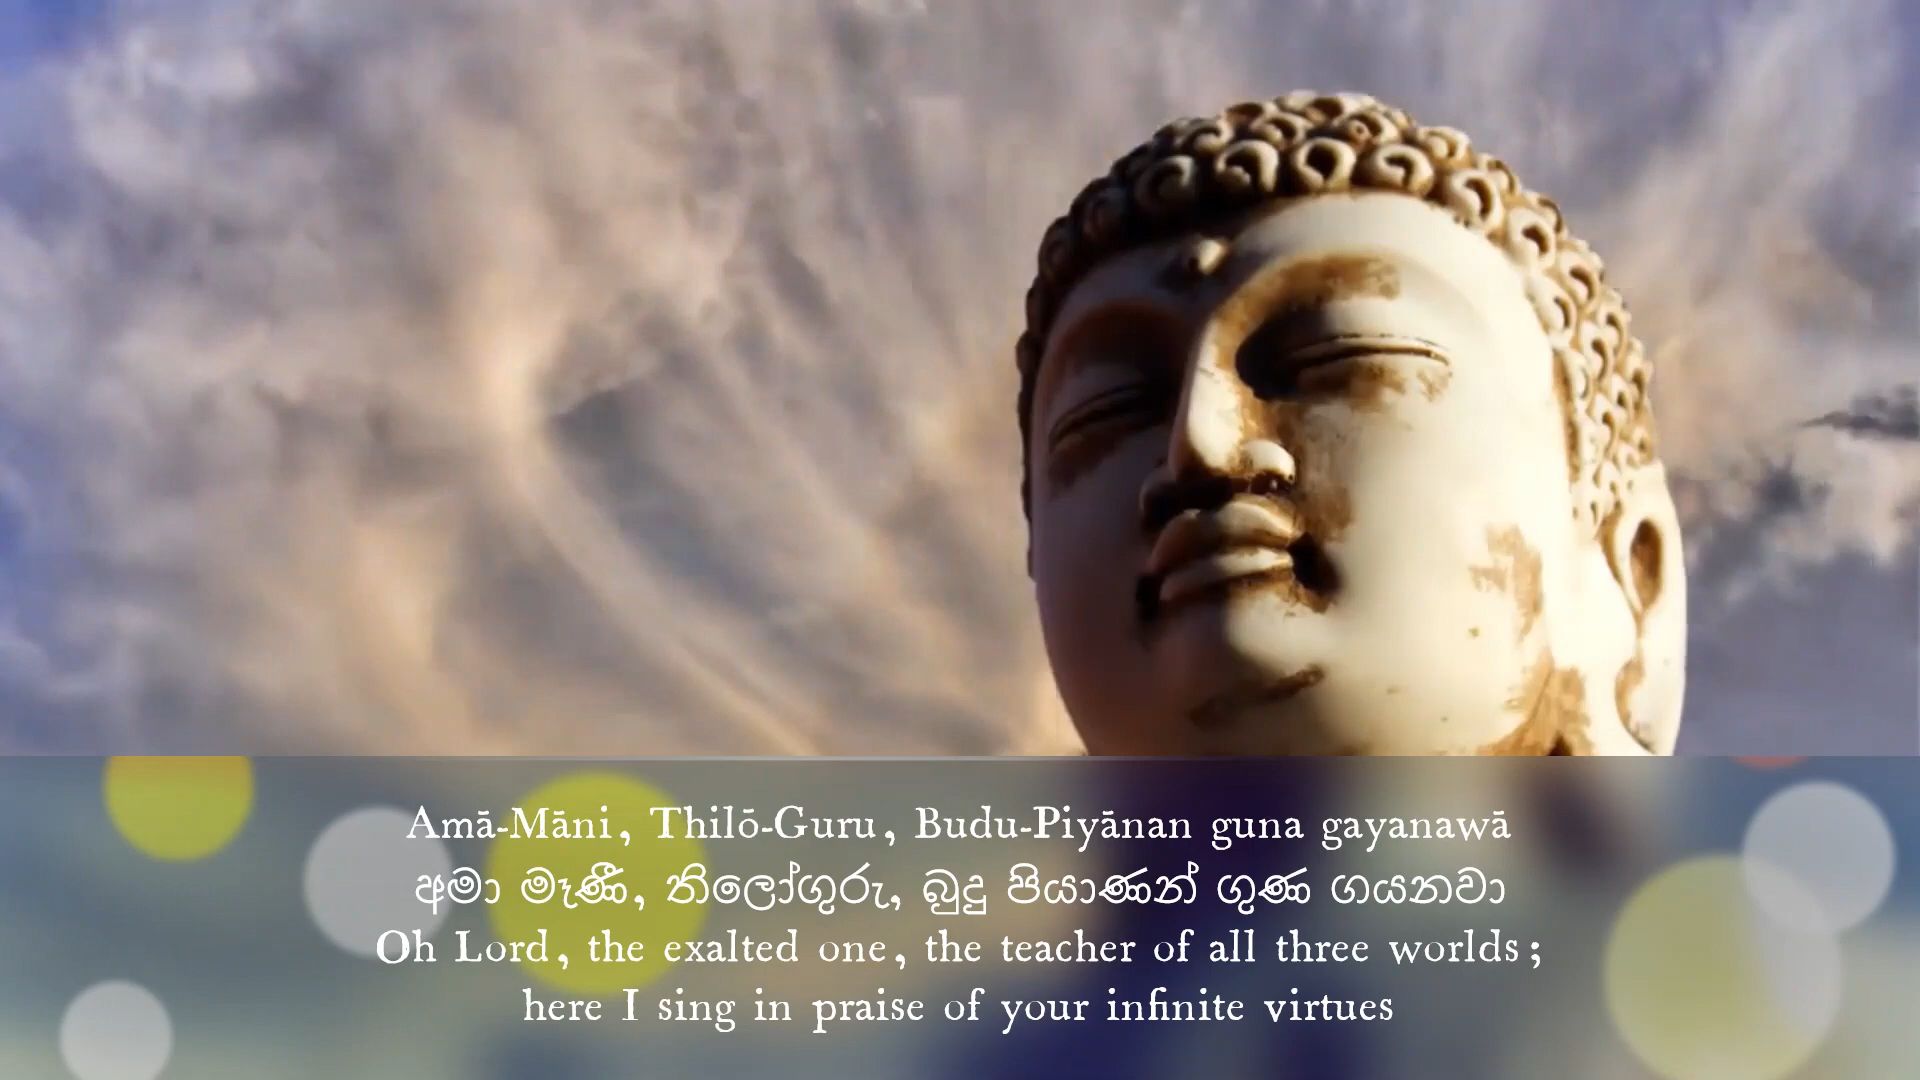 Amā-Māni, Thilō-Guru, Budu-Piyānan guna gayanawā
අමා මෑණී, තිලෝගුරු, බුදු පියාණන් ගුණ ගයනවා
Oh Lord, the exalted one, the teacher of all three worlds;
here I sing in praise of your infinite virtues